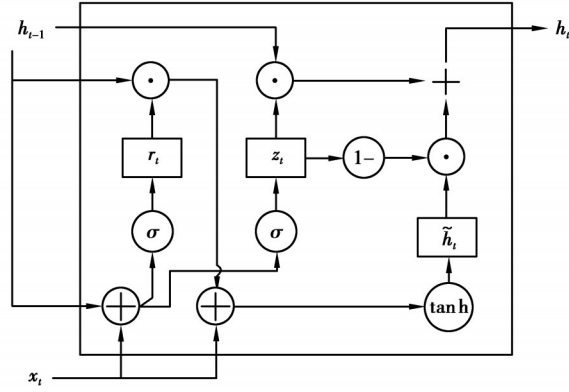 h_{t-1}
h_t
r_t
z_t
1-
σ
σ
h̃_t
tanh
x_t